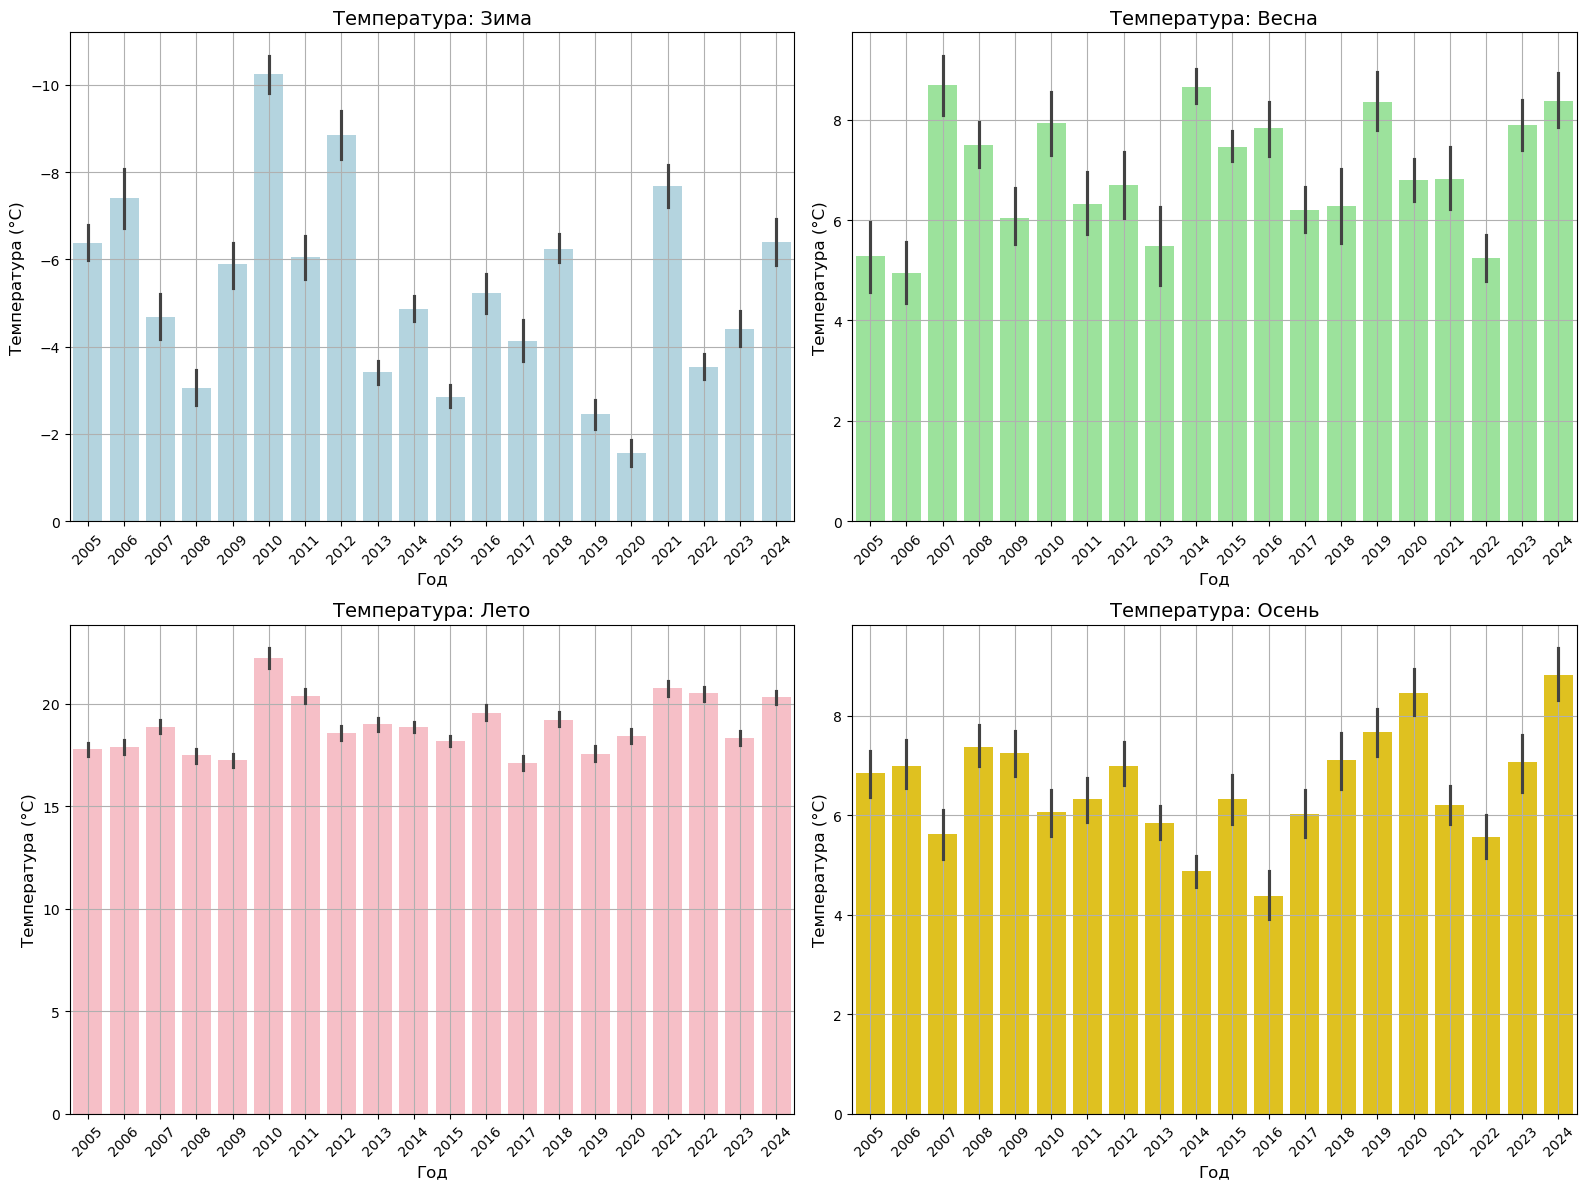 Температура: Зима
Температура (°C)
−10
−8
−6
−4
−2
0
2005 2006 2007 2008 2009 2010 2011 2012 2013 2014 2015 2016 2017 2018 2019 2020 2021 2022 2023 2024
Год
Температура: Весна
Температура (°C)
8
6
4
2
0
2005 2006 2007 2008 2009 2010 2011 2012 2013 2014 2015 2016 2017 2018 2019 2020 2021 2022 2023 2024
Год
Температура: Лето
Температура (°C)
20
15
10
5
0
2005 2006 2007 2008 2009 2010 2011 2012 2013 2014 2015 2016 2017 2018 2019 2020 2021 2022 2023 2024
Год
Температура: Осень
Температура (°C)
8
6
4
2
0
2005 2006 2007 2008 2009 2010 2011 2012 2013 2014 2015 2016 2017 2018 2019 2020 2021 2022 2023 2024
Год